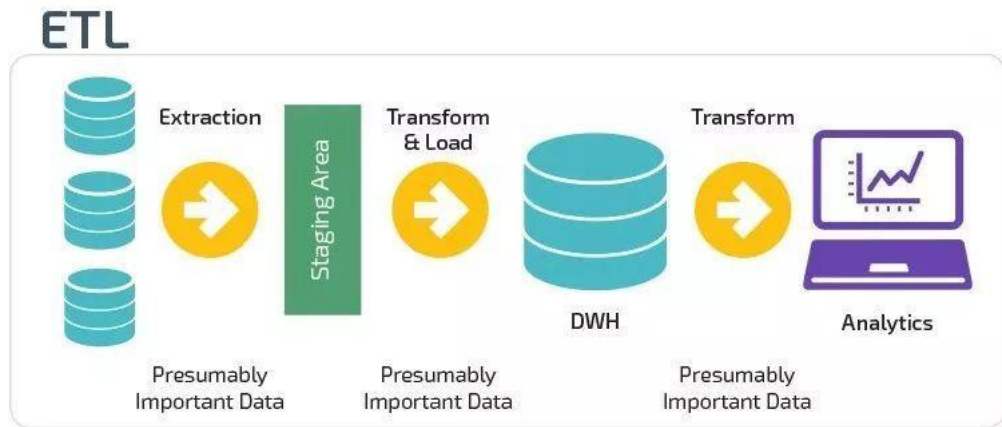 ETL
Extraction
Staging Area
Transform
& Load
Transform
DWH
Analytics
Presumably
Important Data
Presumably
Important Data
Presumably
Important Data